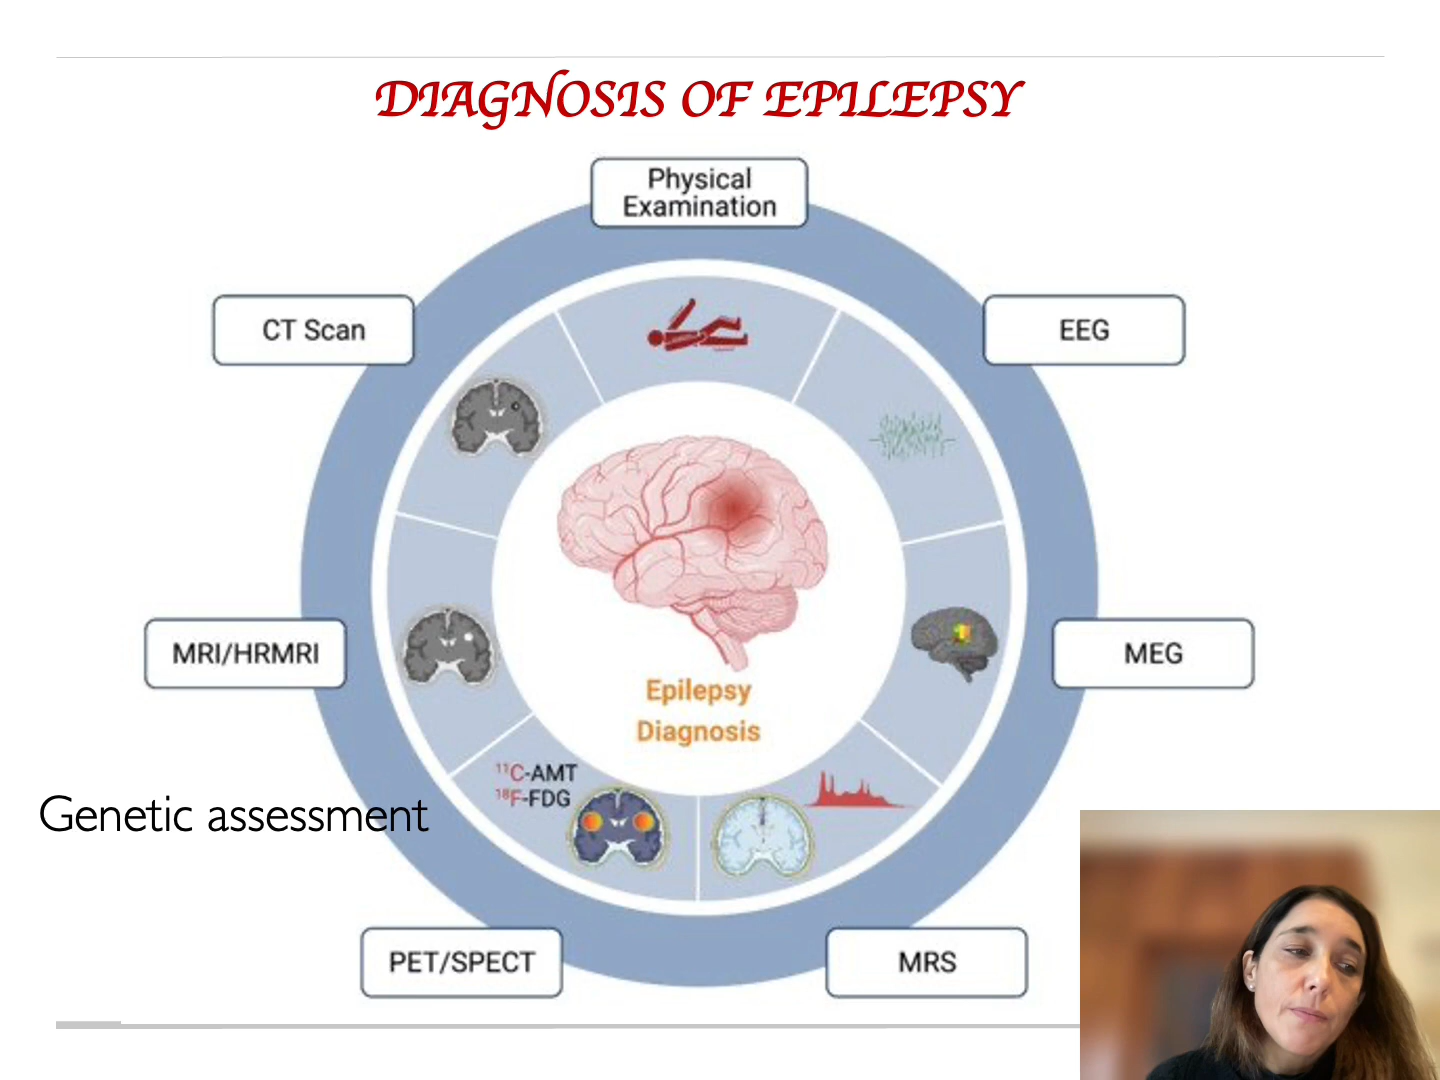 DIAGNOSIS OF EPILEPSY
Physical
Examination
CT Scan
EEG
MRI/HRMRI
MEG
Epilepsy
Diagnosis
¹¹C-AMT
¹⁸F-FDG
Genetic assessment
PET/SPECT
MRS